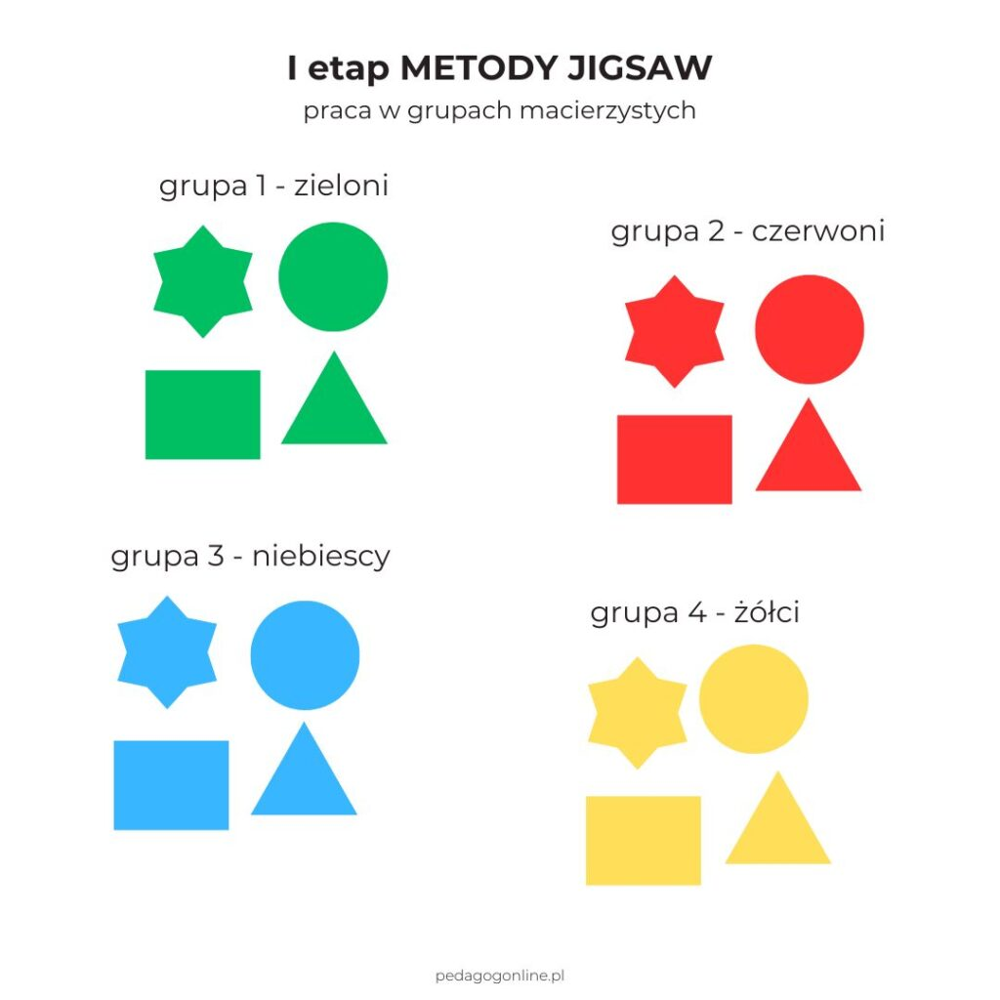 I etap METODY JIGSAW
praca w grupach macierzystych
grupa 1 - zieloni
grupa 2 - czerwoni
grupa 3 - niebiescy
grupa 4 - żółci
pedagogonline.pl